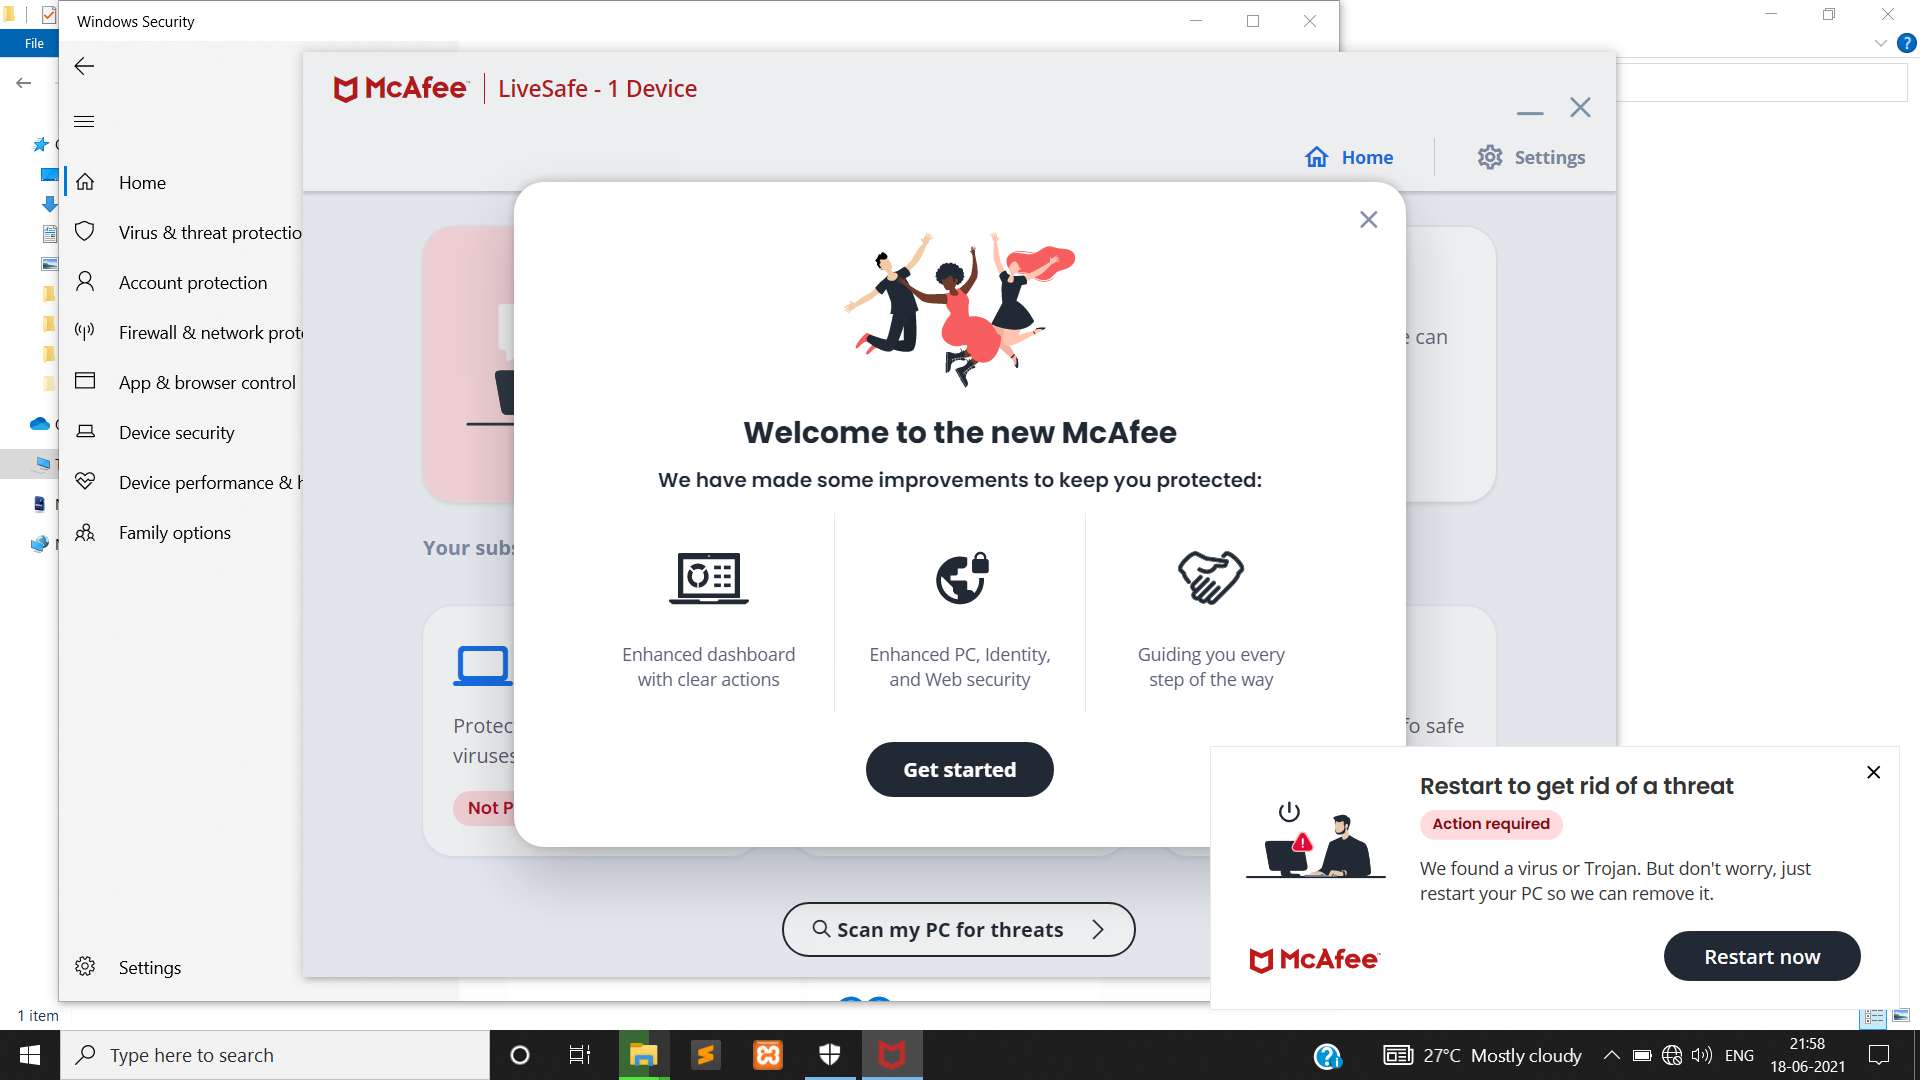 Windows Security
File
McAfee
LiveSafe - 1 Device
Home
Settings
Home
Virus & threat protectio
Account protection
Firewall & network prot
App & browser control
Device security
Device performance & h
Family options
Settings
Welcome to the new McAfee
We have made some improvements to keep you protected:
Enhanced dashboard
with clear actions
Enhanced PC, Identity,
and Web security
Guiding you every
step of the way
Get started
can
Your subs
Protec
viruses
Not P
fo safe
Scan my PC for threats
Restart to get rid of a threat
Action required
We found a virus or Trojan. But don't worry, just
restart your PC so we can remove it.
McAfee
Restart now
1 item
Type here to search
27°C Mostly cloudy
ENG
21:58
18-06-2021